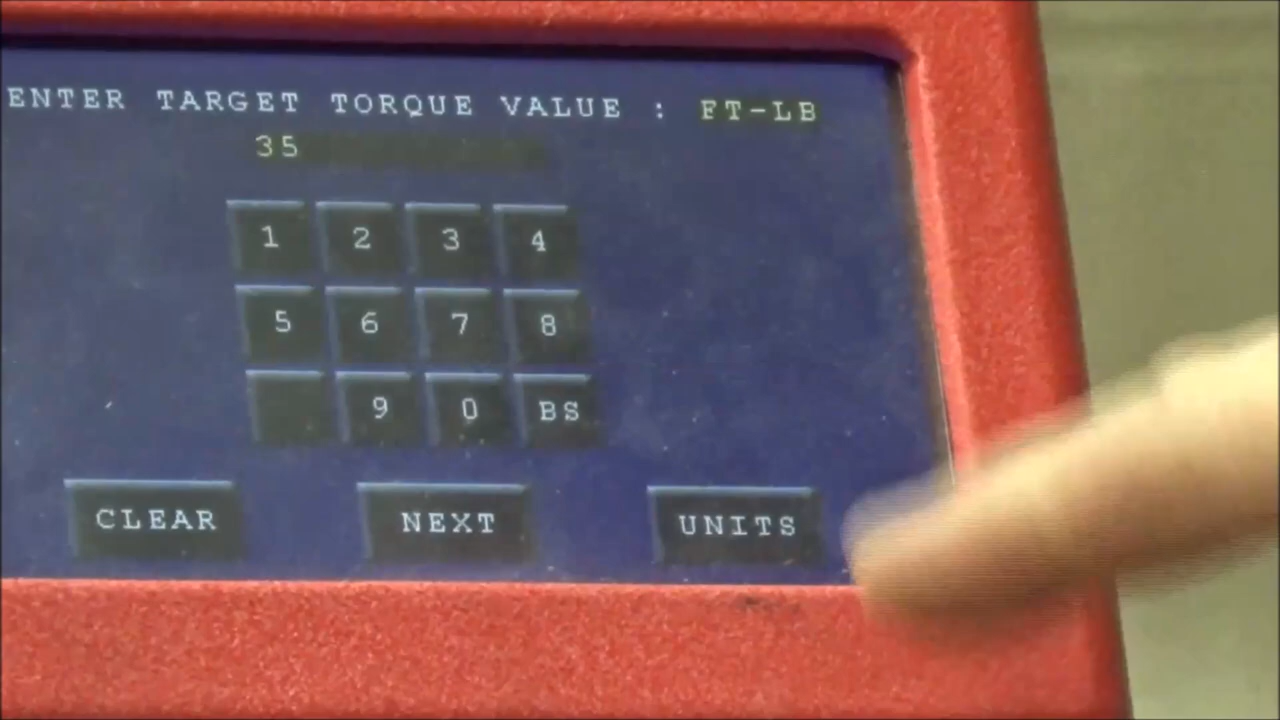 ENTER TARGET TORQUE VALUE : FT-LB
35
1 2 3 4
5 6 7 8
9 0 BS
CLEAR NEXT UNITS